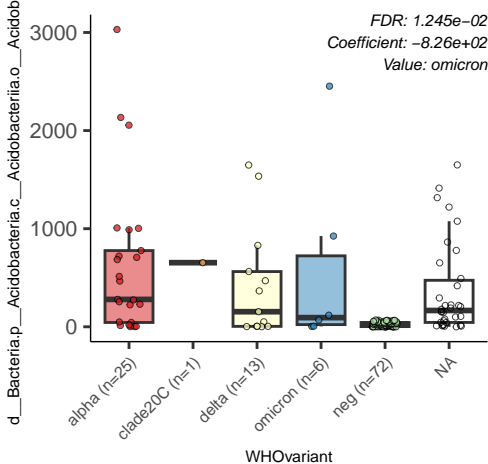 d__Bacteria.p__Acidobacteria.c__Acidobacteriia.o__Acidob
FDR: 1.245e−02
Coefficient: −8.26e+02
Value: omicron
3000
2000
1000
0
alpha (n=25)
clade20C (n=1)
delta (n=13)
omicron (n=6)
neg (n=72)
NA
WHOvariant